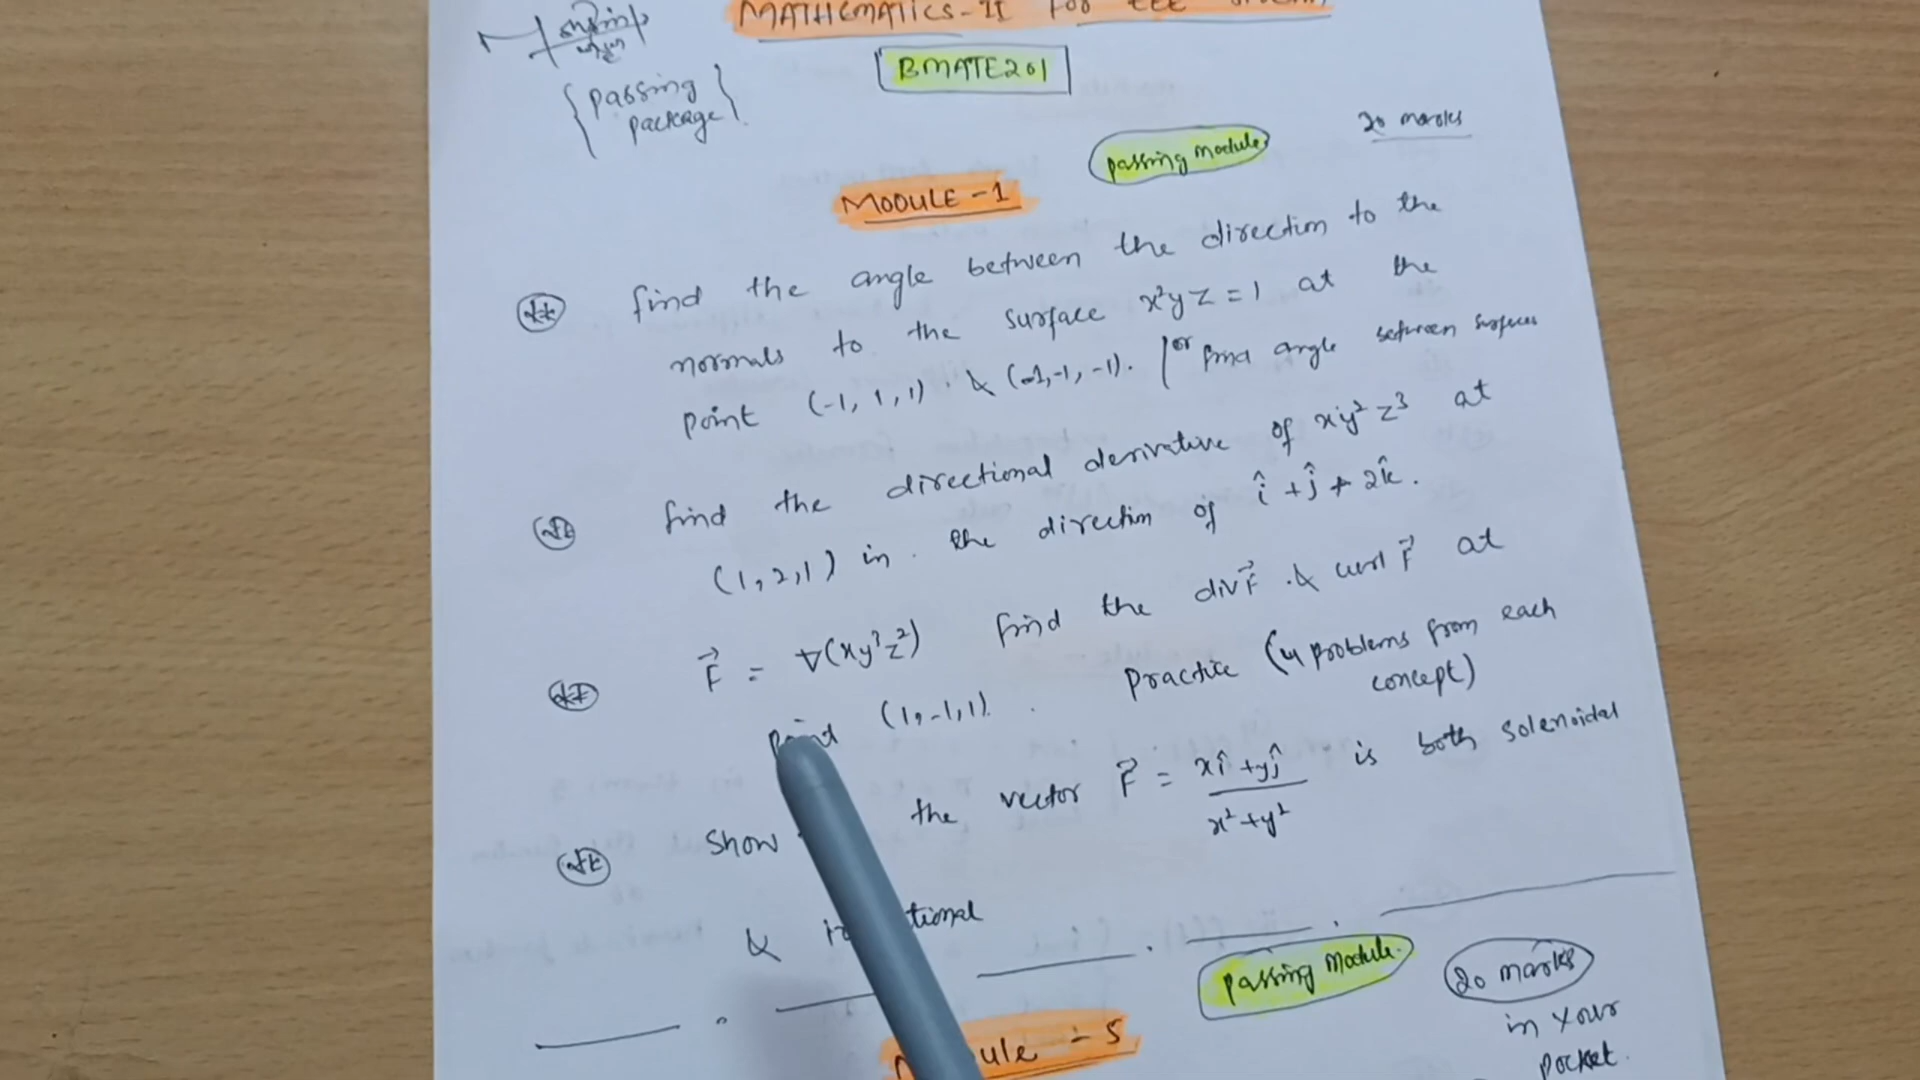 MATHEMATICS-II FOR EEE
BMATE201
{Passing
package}
20 marks
passing module
MODULE-1
find the angle between the direction to the
normals to the surface x²yz = 1 at the
point (-1, 1, 1) & (-1, -1, -1). | or find angle between surfaces
find the directional derivative of xy²z³ at
(1, 2, 1) in the direction of î + ĵ + 2k̂.
F⃗ = ∇(xy³z²) find the div F⃗ & curl F⃗ at
point (1, -1, 1). practice (4 problems from each
concept)
Show the vector F⃗ = (xî + yĵ)/(x² + y²) is both solenoidal
&
passing module.
20 marks
in your
pocket.
Module - 5